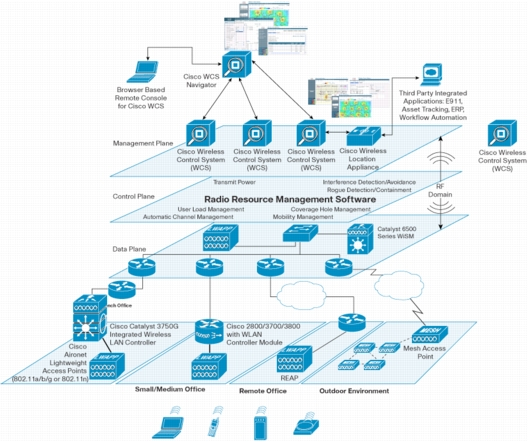 Cisco WCS
Navigator
Browser Based
Remote Console
for Cisco WCS
Third Party Integrated
Applications: E911,
Asset Tracking, ERP,
Workflow Automation
Management Plane
Cisco Wireless
Control System
(WCS)
Cisco Wireless
Control System
(WCS)
Cisco Wireless
Control System
(WCS)
Cisco Wireless
Location
Appliance
Cisco Wireless
Control System
(WCS)
Transmit Power
Interference Detection/Avoidance
Rogue Detection/Containment
Control Plane
Radio Resource Management Software
RF
Domain
User Load Management
Coverage Hole Management
Automatic Channel Management
Mobility Management
Data Plane
WAPP
Catalyst 6500
Series WiSM
nch Office
Cisco Catalyst 3750G
Integrated Wireless
LAN Controller
Cisco 2800/3700/3800
with WLAN
Controller Module
MESH
Mesh Access
Point
Cisco
Aironet
Lightweight
Access Points
(802.11a/b/g or 802.11n)
WAPP
WAPP
REAP
Small/Medium Office
Remote Office
Outdoor Environment